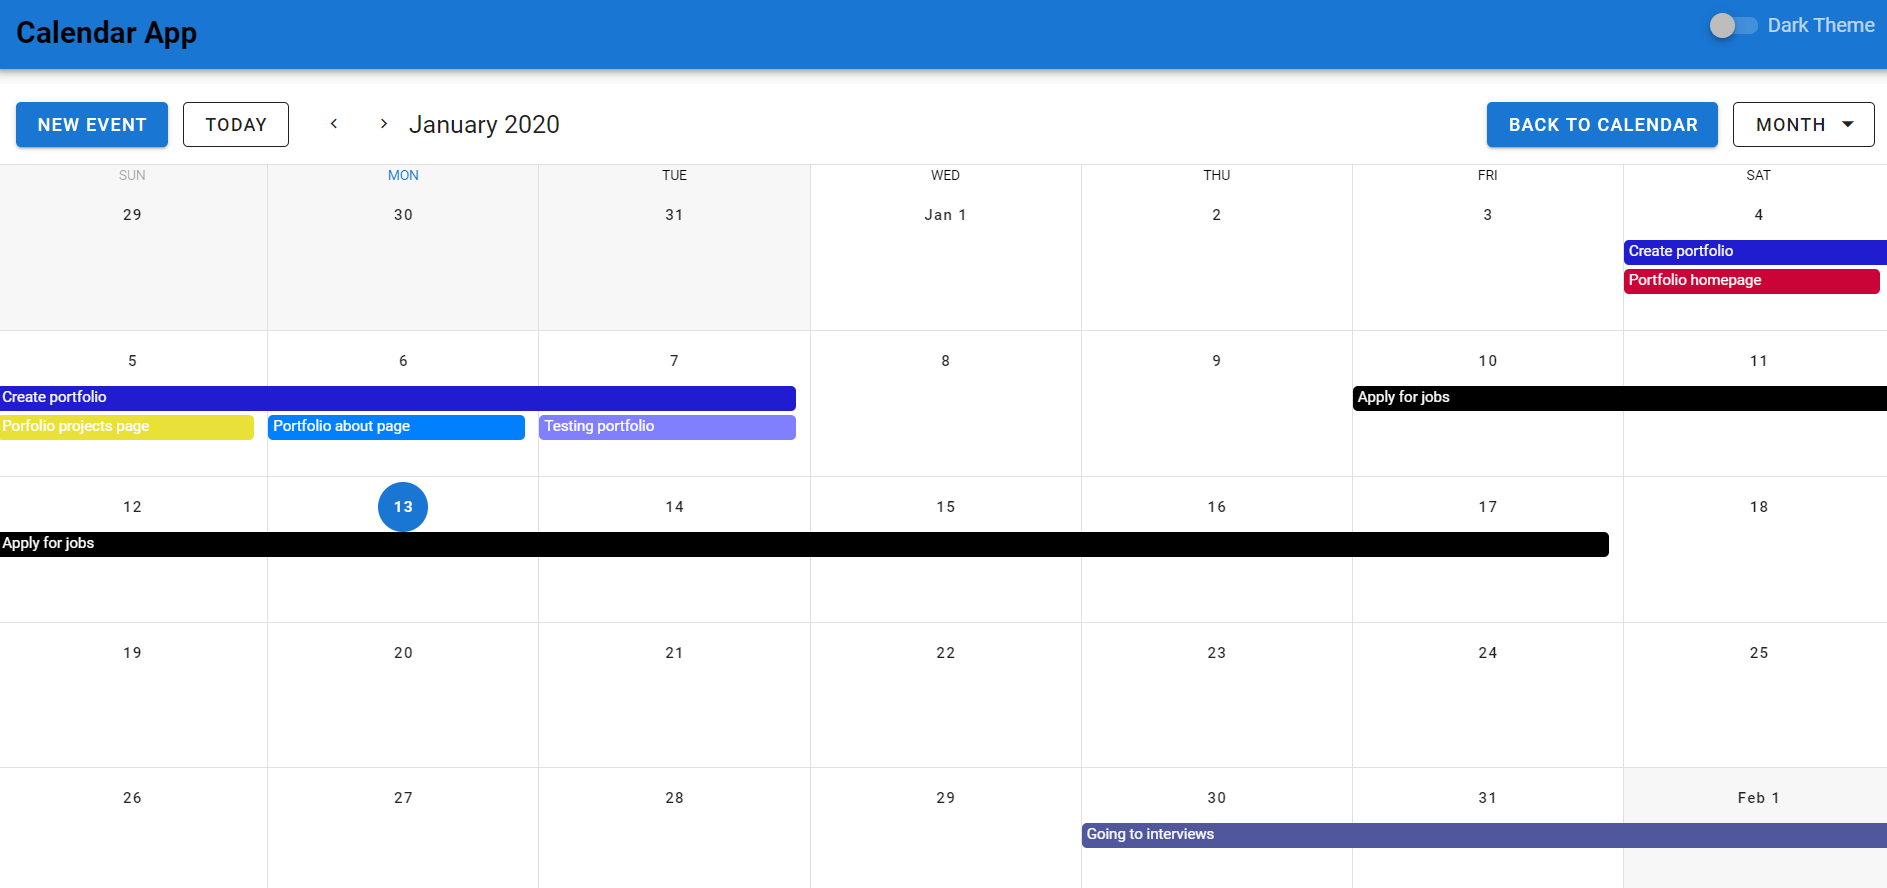 Calendar App
Dark Theme
NEW EVENT TODAY < > January 2020 BACK TO CALENDAR MONTH
SUN MON TUE WED THU FRI SAT
29 30 31 Jan 1 2 3 4
Create portfolio
Portfolio homepage
5 6 7 8 9 10 11
Create portfolio Apply for jobs
Porfolio projects page Portfolio about page Testing portfolio
12 13 14 15 16 17 18
Apply for jobs
19 20 21 22 23 24 25
26 27 28 29 30 31 Feb 1
Going to interviews